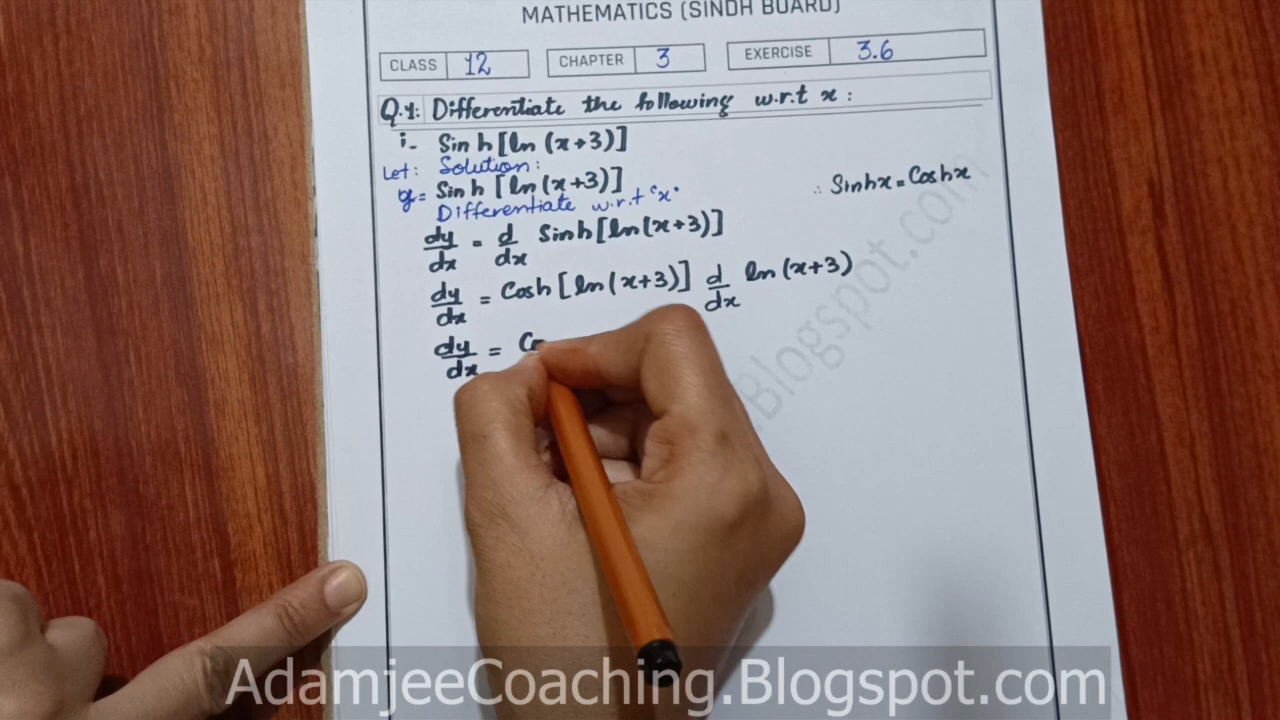 MATHEMATICS (SINDH BOARD)
CLASS 12 CHAPTER 3 EXERCISE 3.6
Q.1: Differentiate the following w.r.t x :
i- Sin h [ln (x+3)]
Let: Solution:
y = Sin h [ln (x+3)] ∴ Sinhx = Coshx
Differentiate w.r.t "x"
dy/dx = d/dx Sinh[ln(x+3)]
dy/dx = Cosh [ln(x+3)] d/dx ln (x+3)
dy/dx =
Blogspot.com
AdamjeeCoaching.Blogspot.com